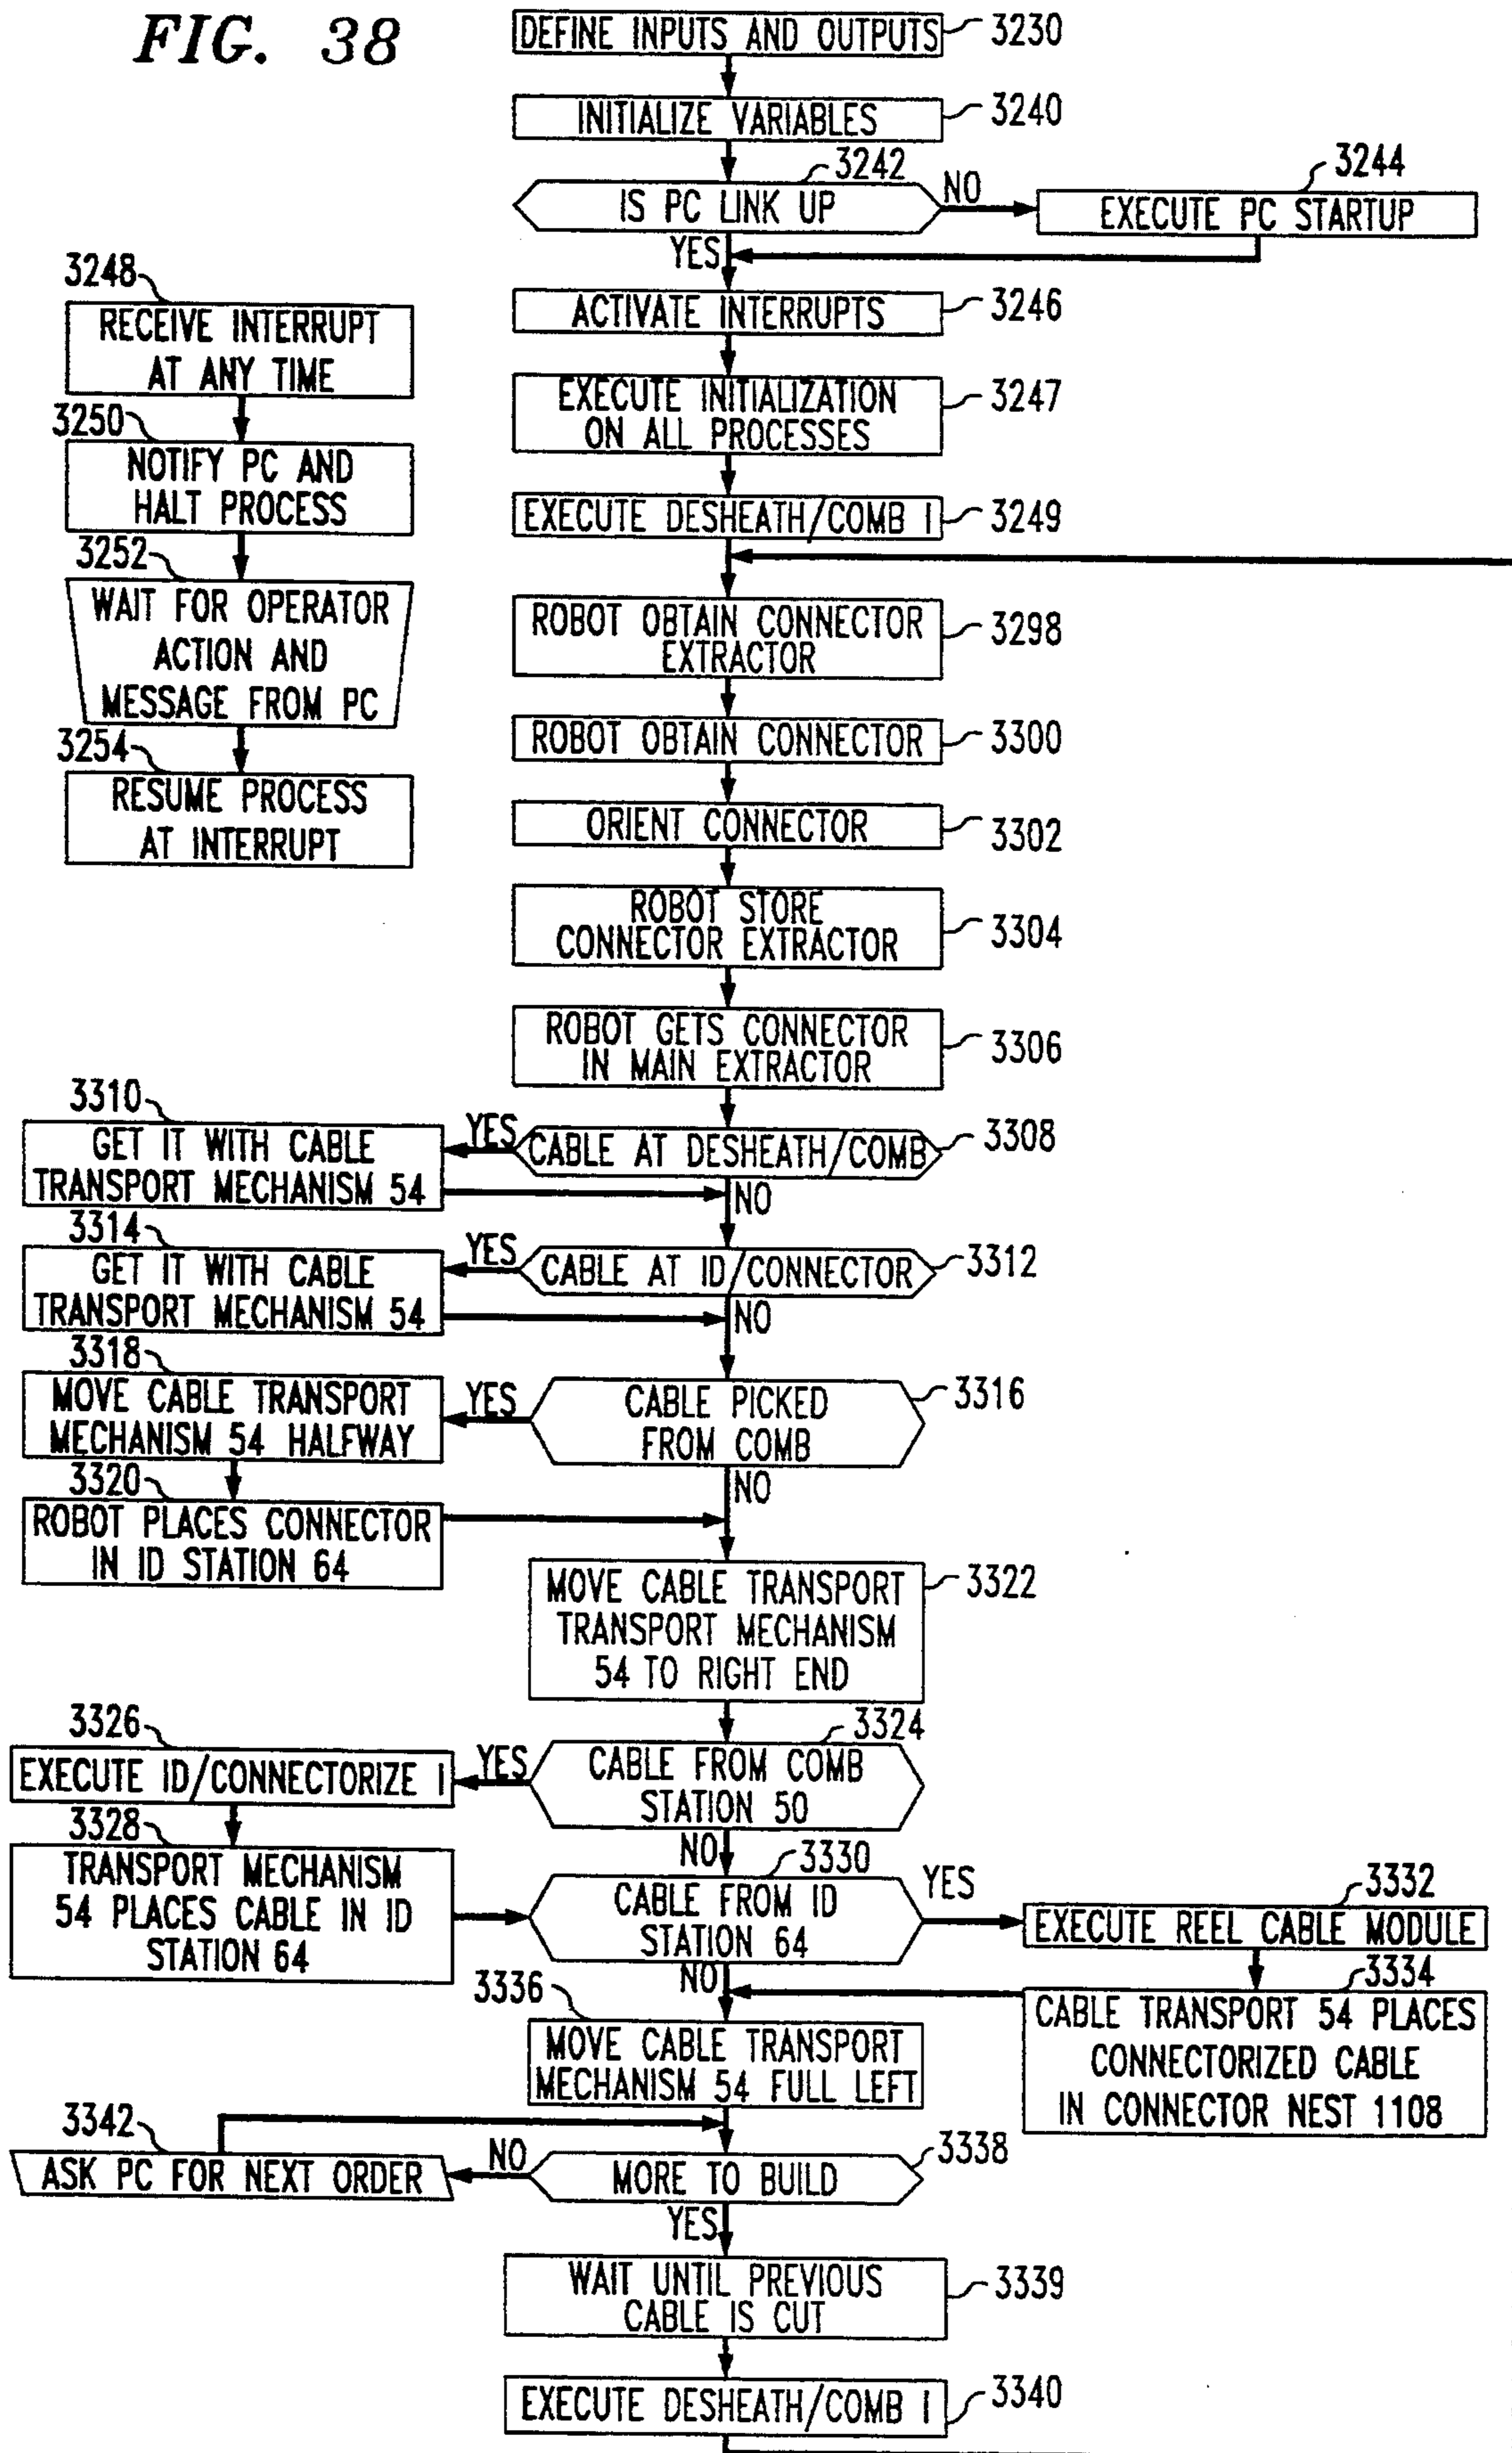 FIG. 38
DEFINE INPUTS AND OUTPUTS
3230
INITIALIZE VARIABLES
3240
3242
IS PC LINK UP
NO
3244
EXECUTE PC STARTUP
YES
ACTIVATE INTERRUPTS
3246
3248
RECEIVE INTERRUPT
AT ANY TIME
3250
NOTIFY PC AND
HALT PROCESS
3252
WAIT FOR OPERATOR
ACTION AND
MESSAGE FROM PC
3254
RESUME PROCESS
AT INTERRUPT
EXECUTE INITIALIZATION
ON ALL PROCESSES
3247
EXECUTE DESHEATH/COMB I
3249
ROBOT OBTAIN CONNECTOR
EXTRACTOR
3298
ROBOT OBTAIN CONNECTOR
3300
ORIENT CONNECTOR
3302
ROBOT STORE
CONNECTOR EXTRACTOR
3304
ROBOT GETS CONNECTOR
IN MAIN EXTRACTOR
3306
CABLE AT DESHEATH/COMB
3308
YES
3310
GET IT WITH CABLE
TRANSPORT MECHANISM 54
NO
CABLE AT ID/CONNECTOR
3312
YES
3314
GET IT WITH CABLE
TRANSPORT MECHANISM 54
NO
CABLE PICKED
FROM COMB
3316
YES
3318
MOVE CABLE TRANSPORT
MECHANISM 54 HALFWAY
3320
ROBOT PLACES CONNECTOR
IN ID STATION 64
NO
MOVE CABLE TRANSPORT
TRANSPORT MECHANISM
54 TO RIGHT END
3322
3324
CABLE FROM COMB
STATION 50
YES
3326
EXECUTE ID/CONNECTORIZE I
3328
TRANSPORT MECHANISM
54 PLACES CABLE IN ID
STATION 64
NO
3330
CABLE FROM ID
STATION 64
YES
3332
EXECUTE REEL CABLE MODULE
3334
CABLE TRANSPORT 54 PLACES
CONNECTORIZED CABLE
IN CONNECTOR NEST 1108
NO
3336
MOVE CABLE TRANSPORT
MECHANISM 54 FULL LEFT
3338
MORE TO BUILD
NO
3342
ASK PC FOR NEXT ORDER
YES
WAIT UNTIL PREVIOUS
CABLE IS CUT
3339
EXECUTE DESHEATH/COMB I
3340